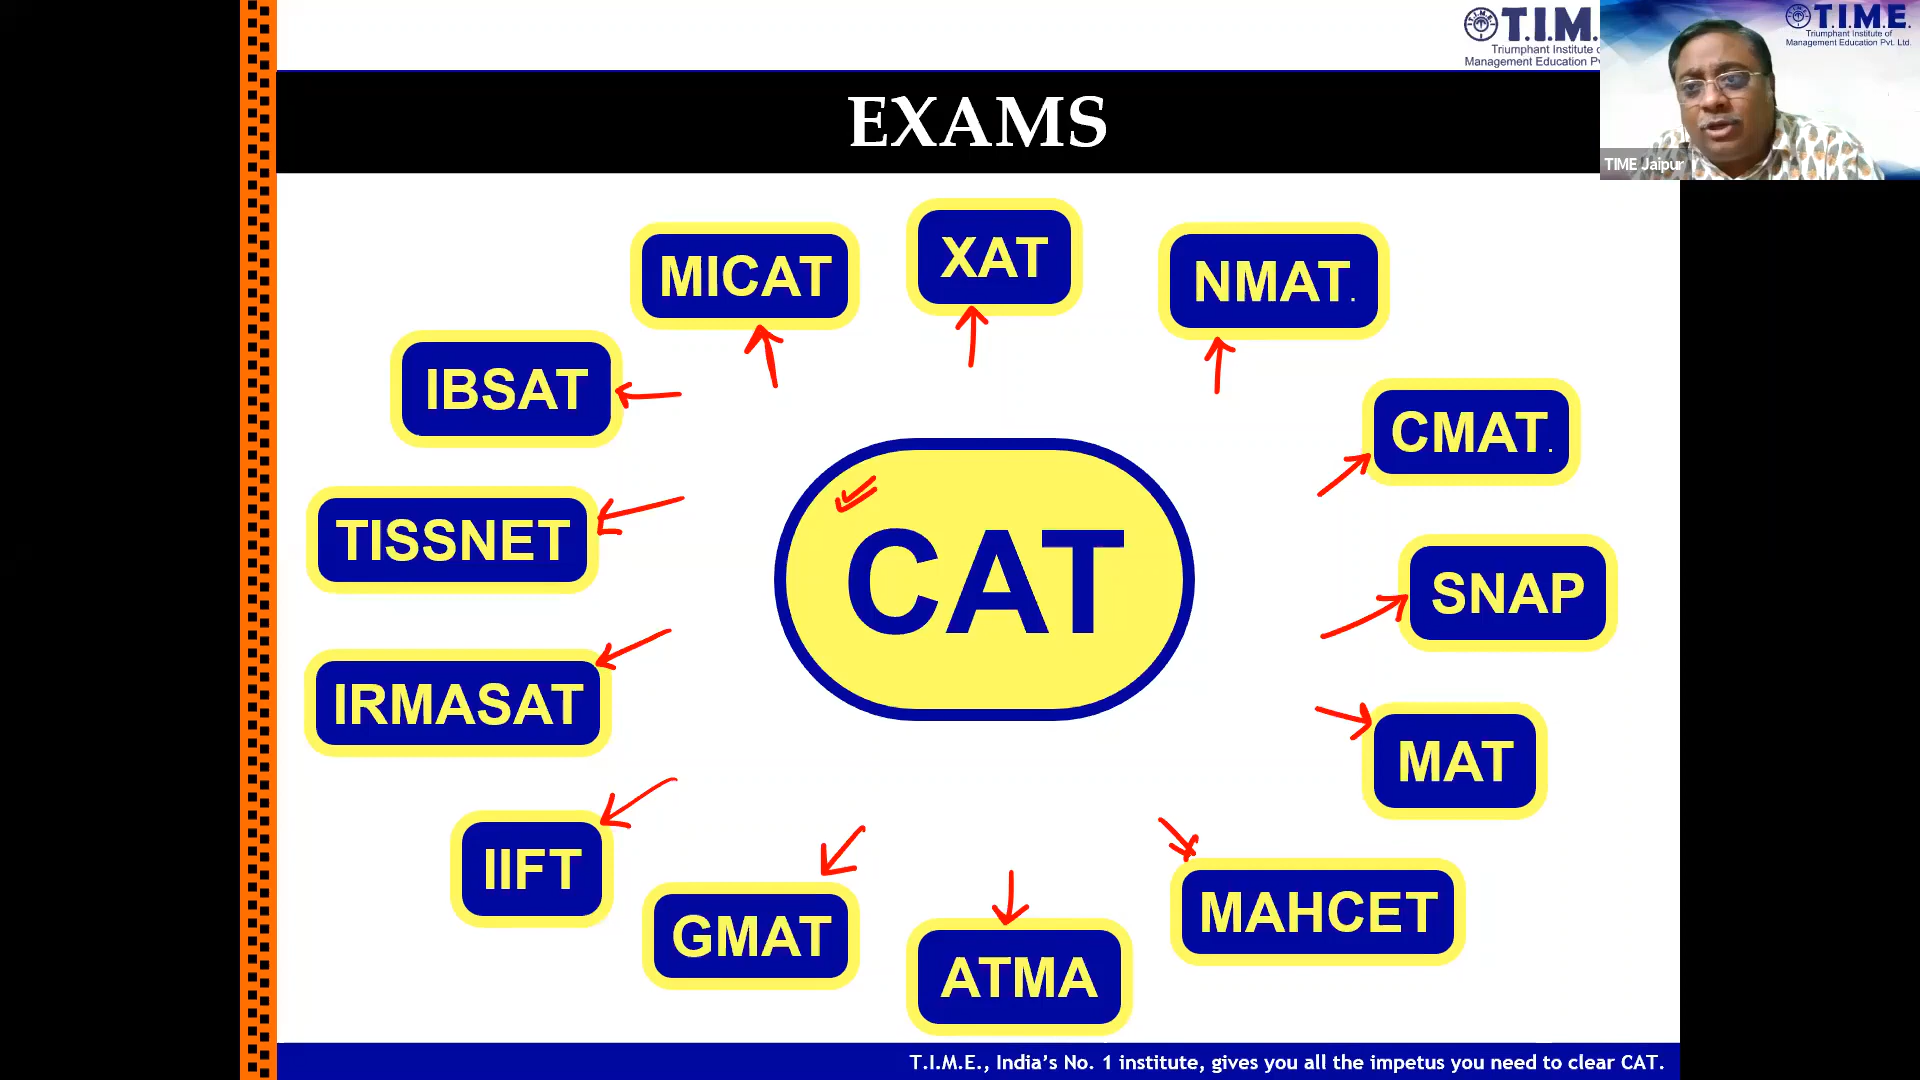 T.I.M.
Triumphant Institute
Management Education
T.I.M.E.
Triumphant Institute of
Management Education Pvt. Ltd.
TIME Jaipur
EXAMS
XAT
MICAT
NMAT.
IBSAT
CMAT.
TISSNET
CAT
SNAP
IRMASAT
MAT
IIFT
GMAT
MAHCET
ATMA
T.I.M.E., India's No. 1 institute, gives you all the impetus you need to clear CAT.